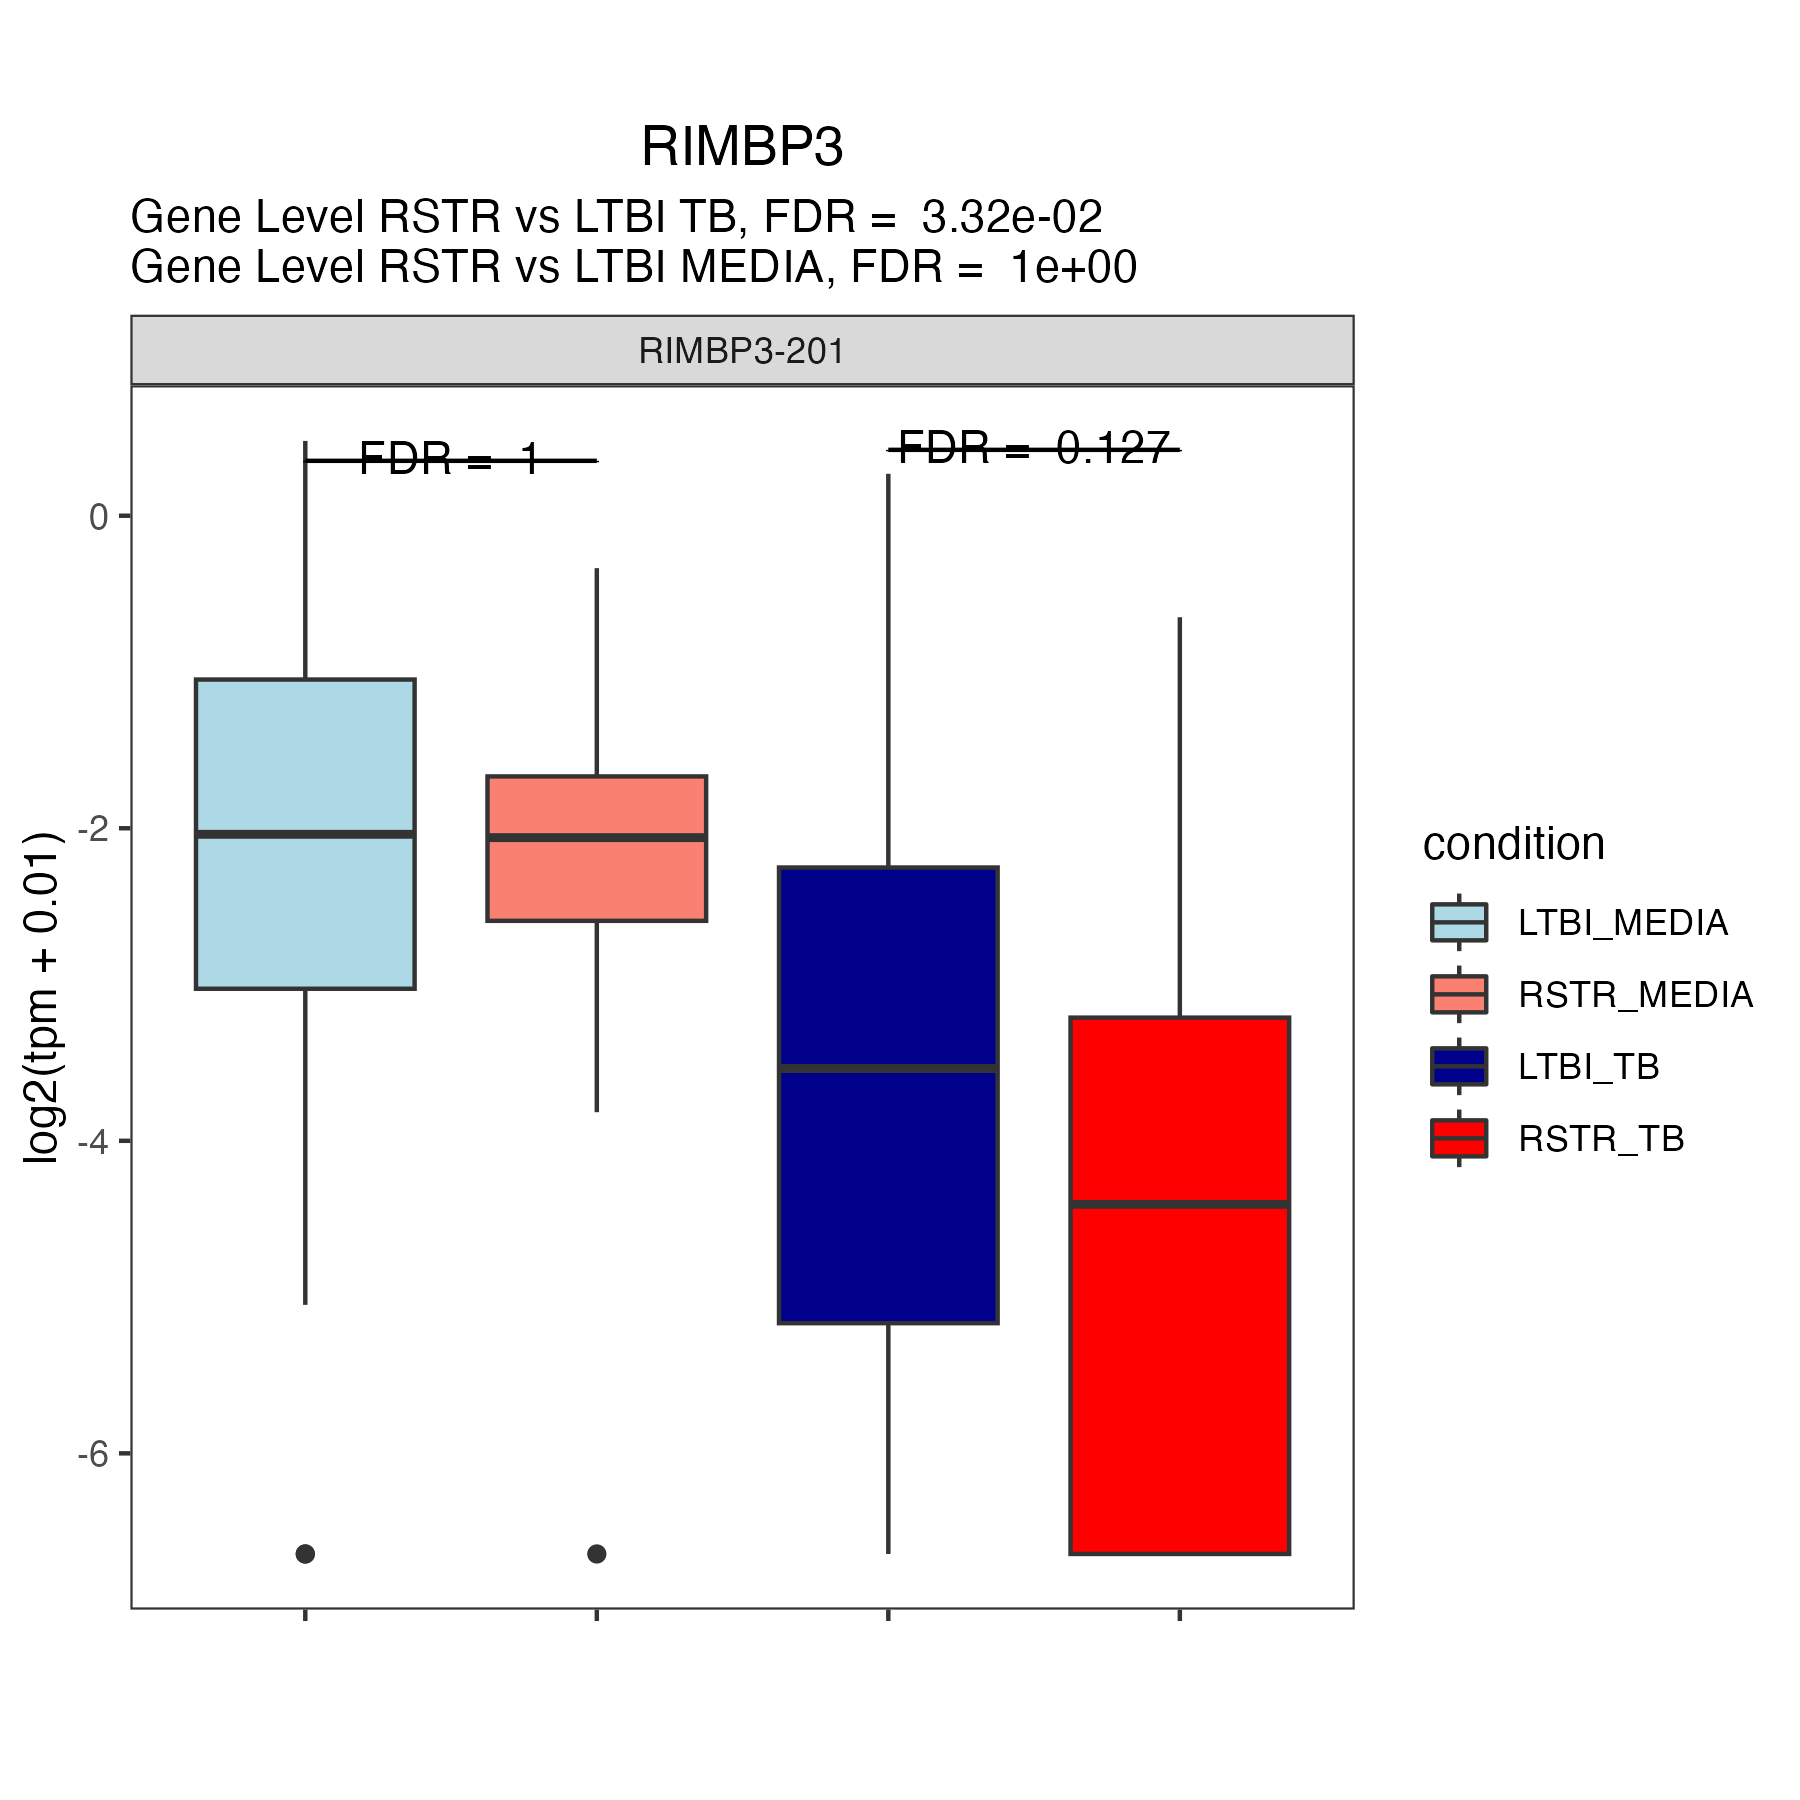 RIMBP3
Gene Level RSTR vs LTBI TB, FDR =  3.32e-02
Gene Level RSTR vs LTBI MEDIA, FDR =  1e+00
RIMBP3-201
FDR =  1
FDR =  0.127
0
-2
-4
-6
log2(tpm + 0.01)
condition
LTBI_MEDIA
RSTR_MEDIA
LTBI_TB
RSTR_TB